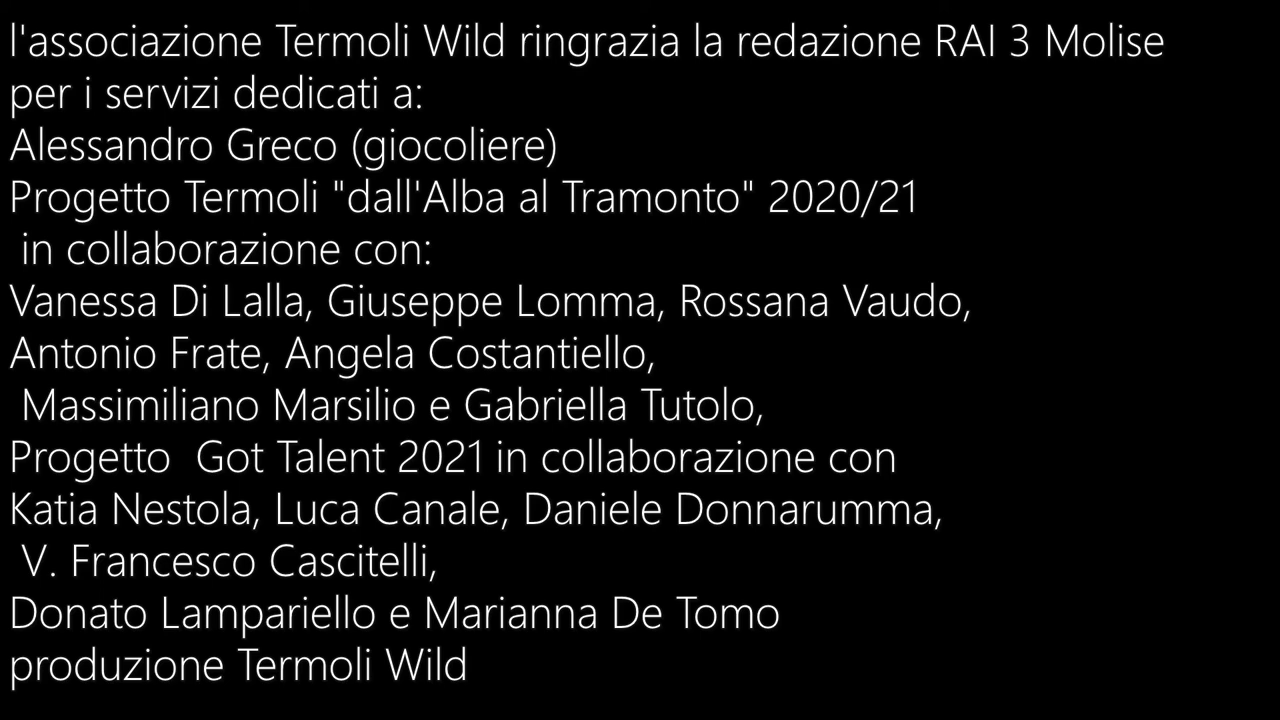 l'associazione Termoli Wild ringrazia la redazione RAI 3 Molise
per i servizi dedicati a:
Alessandro Greco (giocoliere)
Progetto Termoli "dall'Alba al Tramonto" 2020/21
in collaborazione con:
Vanessa Di Lalla, Giuseppe Lomma, Rossana Vaudo,
Antonio Frate, Angela Costantiello,
Massimiliano Marsilio e Gabriella Tutolo,
Progetto  Got Talent 2021 in collaborazione con
Katia Nestola, Luca Canale, Daniele Donnarumma,
V. Francesco Cascitelli,
Donato Lampariello e Marianna De Tomo
produzione Termoli Wild